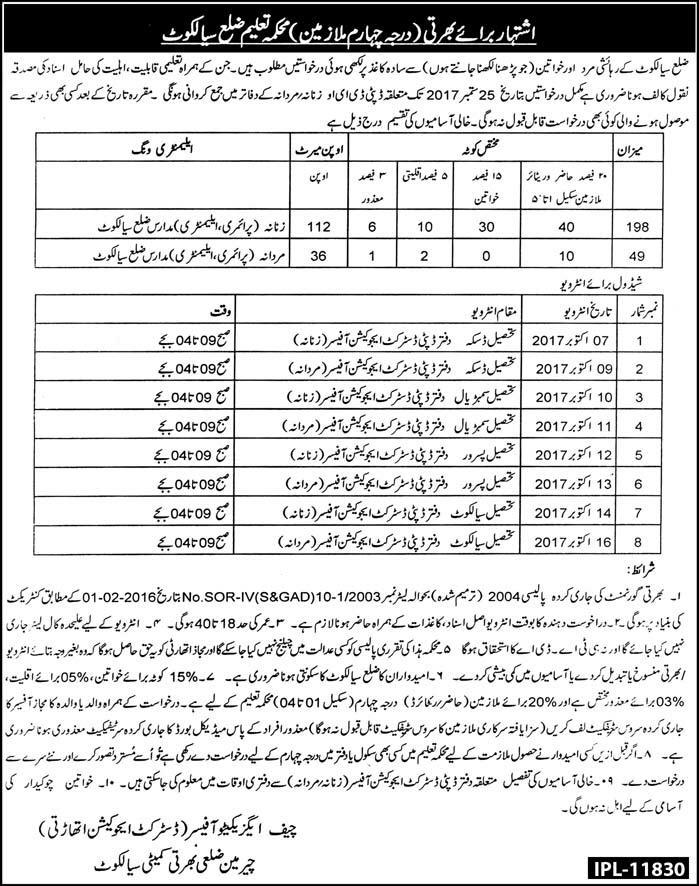 اشتہار برائے بھرتی (درجہ چہارم ملازمین) محکمہ تعلیم ضلع سیالکوٹ
ضلع سیالکوٹ کے رہائشی مرد اور خواتین (جو پڑھنا لکھنا جانتے ہوں) سے سادہ کاغذ پر لکھی ہوئی درخواستیں مطلوب ہیں۔ جن کے ہمراہ تعلیمی قابلیت، اہلیت کی حامل اسناد کی مصدقہ
نقول کا لف ہونا ضروری ہے مکمل درخواستیں بتاریخ 25 ستمبر 2017 تک متعلقہ ڈپٹی ڈی ای او زنانہ/مردانہ کے دفاتر میں جمع کروانی ہونگی۔ مقررہ تاریخ کے بعد کسی بھی ذریعہ سے
موصول ہونے والی کوئی بھی درخواست قابل قبول نہ ہوگی۔ خالی آسامیوں کی تقسیم درج ذیل ہے
میزان مختص کوٹہ اوپن میرٹ ایلیمنٹری ونگ
۲۰ فیصد حاضر و ریٹائر ملازمین سکیل ۱ تا ۵ ۱۵ فیصد خواتین ۵ فیصد اقلیتی ۳ فیصد معذور اوپن
198 40 30 10 6 112 زنانہ (پرائمری، ایلیمنٹری) مدارس ضلع سیالکوٹ
49 10 0 2 1 36 مردانہ (پرائمری، ایلیمنٹری) مدارس ضلع سیالکوٹ
شیڈول برائے انٹرویو
نمبر شمار تاریخ انٹرویو مقام انٹرویو وقت
1 07 اکتوبر 2017 تحصیل ڈسکہ دفتر ڈپٹی ڈسٹرکٹ ایجوکیشن آفیسر (زنانہ) صبح 09 تا 04 بجے
2 09 اکتوبر 2017 تحصیل ڈسکہ دفتر ڈپٹی ڈسٹرکٹ ایجوکیشن آفیسر (مردانہ) صبح 09 تا 04 بجے
3 10 اکتوبر 2017 تحصیل سمبڑیال دفتر ڈپٹی ڈسٹرکٹ ایجوکیشن آفیسر (زنانہ) صبح 09 تا 04 بجے
4 11 اکتوبر 2017 تحصیل سمبڑیال دفتر ڈپٹی ڈسٹرکٹ ایجوکیشن آفیسر (مردانہ) صبح 09 تا 04 بجے
5 12 اکتوبر 2017 تحصیل پسرور دفتر ڈپٹی ڈسٹرکٹ ایجوکیشن آفیسر (زنانہ) صبح 09 تا 04 بجے
6 13 اکتوبر 2017 تحصیل پسرور دفتر ڈپٹی ڈسٹرکٹ ایجوکیشن آفیسر (مردانہ) صبح 09 تا 04 بجے
7 14 اکتوبر 2017 تحصیل سیالکوٹ دفتر ڈپٹی ڈسٹرکٹ ایجوکیشن آفیسر (زنانہ) صبح 09 تا 04 بجے
8 16 اکتوبر 2017 تحصیل سیالکوٹ دفتر ڈپٹی ڈسٹرکٹ ایجوکیشن آفیسر (مردانہ) صبح 09 تا 04 بجے
شرائط:
۱۔ بھرتی گورنمنٹ کی جاری کردہ پالیسی 2004 (ترمیم شدہ) بحوالہ لیٹر نمبر No.SOR-IV(S&GAD)10-1/2003 بتاریخ 01-02-2016 کے مطابق کنٹریکٹ
کی بنیاد پر ہوگی۔ ۲۔ درخواست دہندہ کا بوقت انٹرویو اصل اسناد، کاغذات کے ہمراہ حاضر ہونا لازم ہے۔ ۳۔ عمر کی حد 18 تا 40 ہوگی۔ ۴۔ انٹرویو کے لیے علیحدہ کال لیٹر جاری
نہیں کیا جائے گا اور نہ ہی ٹی اے۔ ڈی اے کا استحقاق ہوگا ۵۔ محکمہ ہذا کی تقرری پالیسی کو کسی عدالت میں چیلنج نہیں کیا جا سکے گا اور مجاز اتھارٹی کو یہ حق حاصل ہوگا کہ وہ بغیر وجہ بتائے انٹرویو
بھرتی منسوخ یا تبدیل کر دے یا آسامیوں میں کمی بیشی کر دے۔ ۶۔ امیدواران کا ضلع سیالکوٹ کا سکونتی ہونا ضروری ہے۔ ۷۔ 15% کوٹہ برائے خواتین، 05% برائے اقلیت،
03% برائے معذور مختص ہے اور 20% برائے ملازمین (حاضر/ریٹائرڈ) درجہ چہارم (سکیل 01 تا 04) محکمہ تعلیم کے لیے ہے۔ درخواست کے ہمراہ والد یا والدہ کا مجاز آفیسر کا
جاری کردہ سروس سرٹیفکیٹ لف کریں (سزا یافتہ سرکاری ملازمین کا سروس سرٹیفکیٹ قابل قبول نہ ہوگا) معذور افراد کے پاس میڈیکل بورڈ کا جاری کردہ سرٹیفکیٹ معذوری ہونا ضروری
ہے۔ ۸۔ اگر قبل ازیں کسی امیدوار نے حصول ملازمت کے لیے محکمہ تعلیم میں کسی بھی سکول یا دفتر میں درجہ چہارم کے لیے درخواست دے رکھی ہے تو اُسے مُسترد تصور کرے اور نئے سرے سے
درخواست دے۔ ۰۹۔ خالی آسامیوں کی تفصیل متعلقہ ڈپٹی ڈسٹرکٹ ایجوکیشن آفیسر (زنانہ/مردانہ) سے دفتری اوقات میں معلوم کی جا سکتی ہیں۔ ۱۰۔ خواتین چوکیدار کی
آسامی کے لیے اہل نہ ہوں گی۔
چیف ایگزیکٹو آفیسر (ڈسٹرکٹ ایجوکیشن اتھارٹی)
چیرمین ضلعی بھرتی کمیٹی سیالکوٹ
IPL-11830